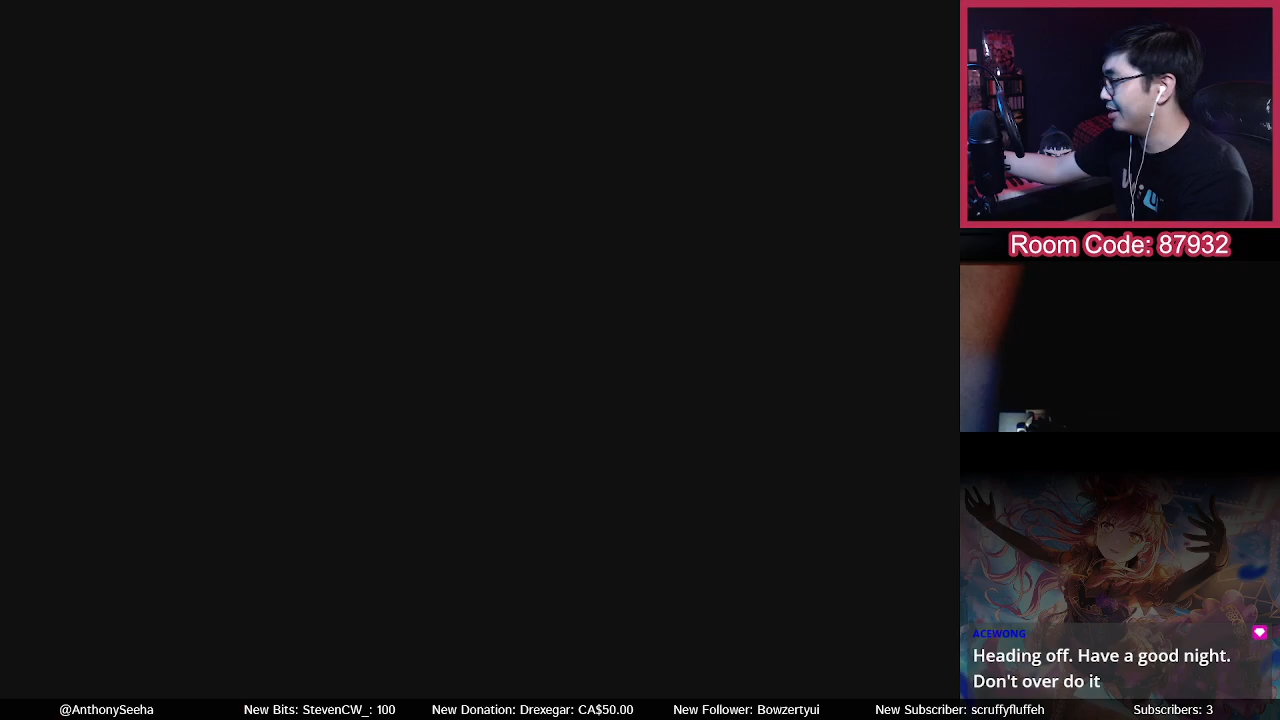 Room Code: 87932
ACEWONG
Heading off. Have a good night.
Don't over do it
@AnthonySeeha
New Bits: StevenCW_: 100
New Donation: Drexegar: CA$50.00
New Follower: Bowzertyui
New Subscriber: scruffyfluffeh
Subscribers: 3